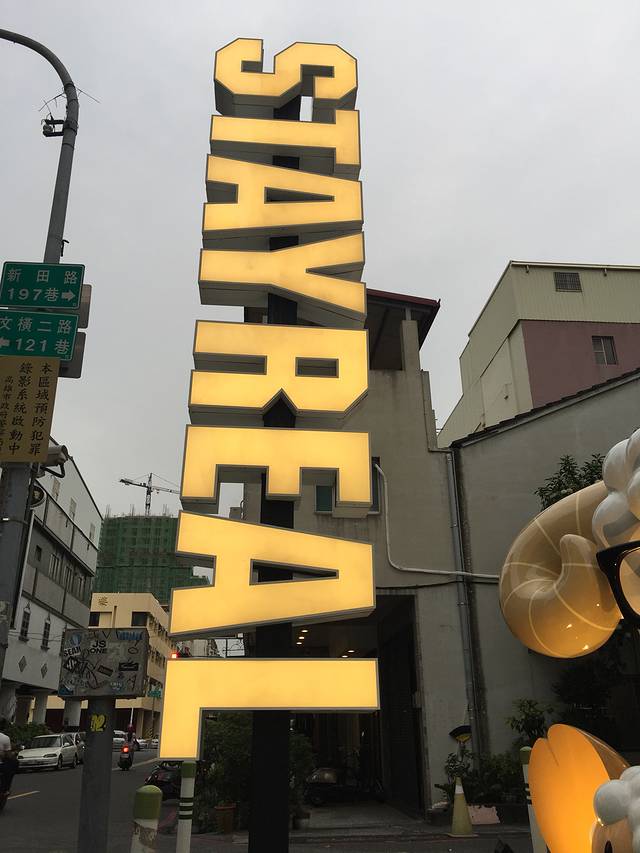 STAYREAL
新田路
197巷→
文橫二路
←121巷
本區域預防犯罪
錄影系統啟動中